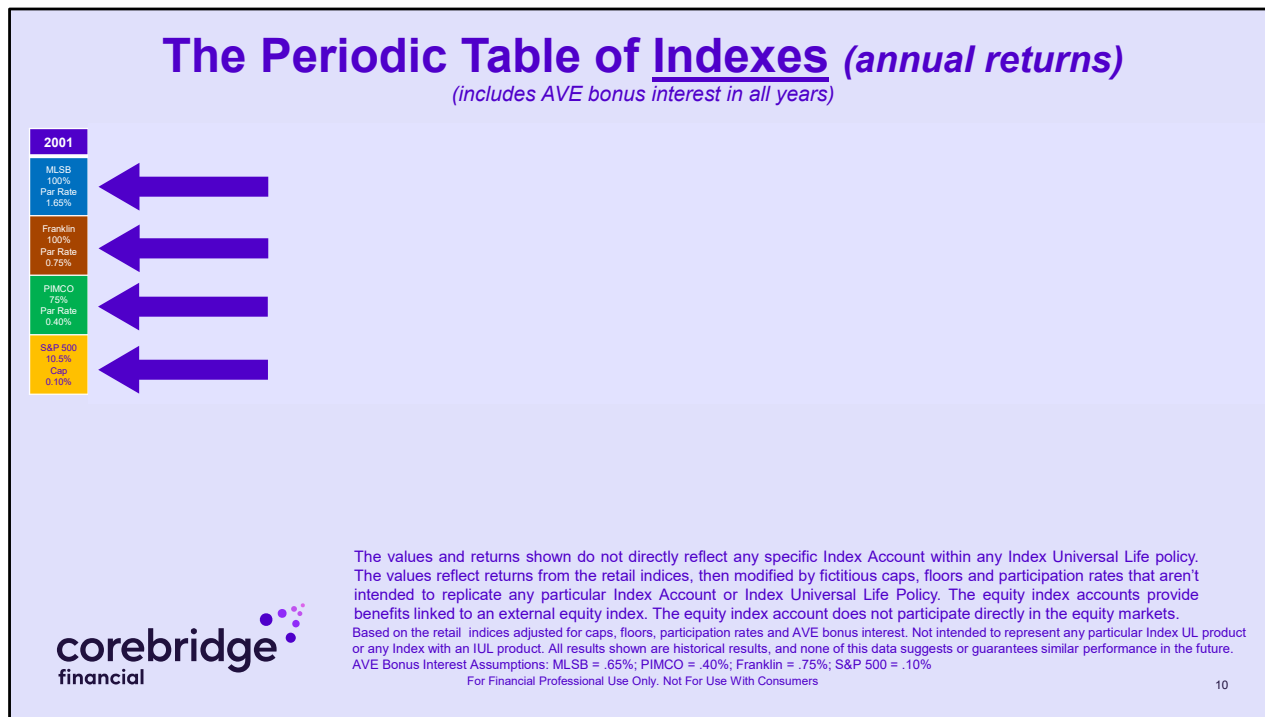 The Periodic Table of Indexes (annual returns)
(includes AVE bonus interest in all years)
2001
MLSB
100%
Par Rate
1.65%
Franklin
100%
Par Rate
0.75%
PIMCO
75%
Par Rate
0.40%
S&P 500
10.5%
Cap
0.10%
The values and returns shown do not directly reflect any specific Index Account within any Index Universal Life policy.
The values reflect returns from the retail indices, then modified by fictitious caps, floors and participation rates that aren't
intended to replicate any particular Index Account or Index Universal Life Policy. The equity index accounts provide
benefits linked to an external equity index. The equity index account does not participate directly in the equity markets.
Based on the retail indices adjusted for caps, floors, participation rates and AVE bonus interest. Not intended to represent any particular Index UL product
or any Index with an IUL product. All results shown are historical results, and none of this data suggests or guarantees similar performance in the future.
AVE Bonus Interest Assumptions: MLSB = .65%; PIMCO = .40%; Franklin = .75%; S&P 500 = .10%
For Financial Professional Use Only. Not For Use With Consumers
corebridge
financial
10